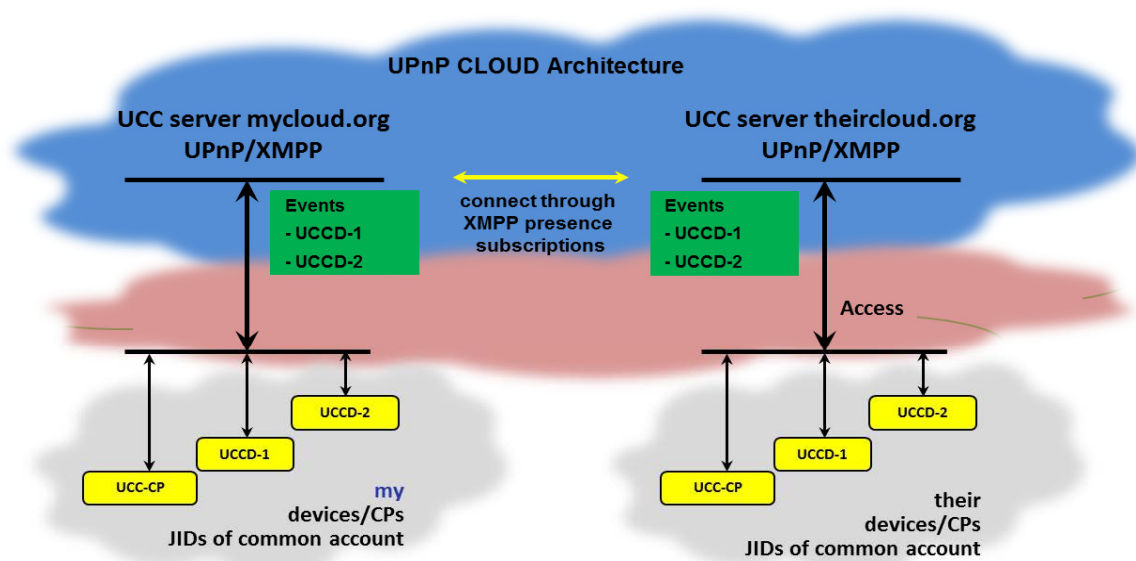 UPnP CLOUD Architecture
UCC server mycloud.org
UPnP/XMPP
UCC server theircloud.org
UPnP/XMPP
Events
- UCCD-1
- UCCD-2
connect through
XMPP presence
subscriptions
Events
- UCCD-1
- UCCD-2
Access
UCCD-2
UCCD-1
UCC-CP
my
devices/CPs
JIDs of common account
UCCD-2
UCCD-1
UCC-CP
their
devices/CPs
JIDs of common account